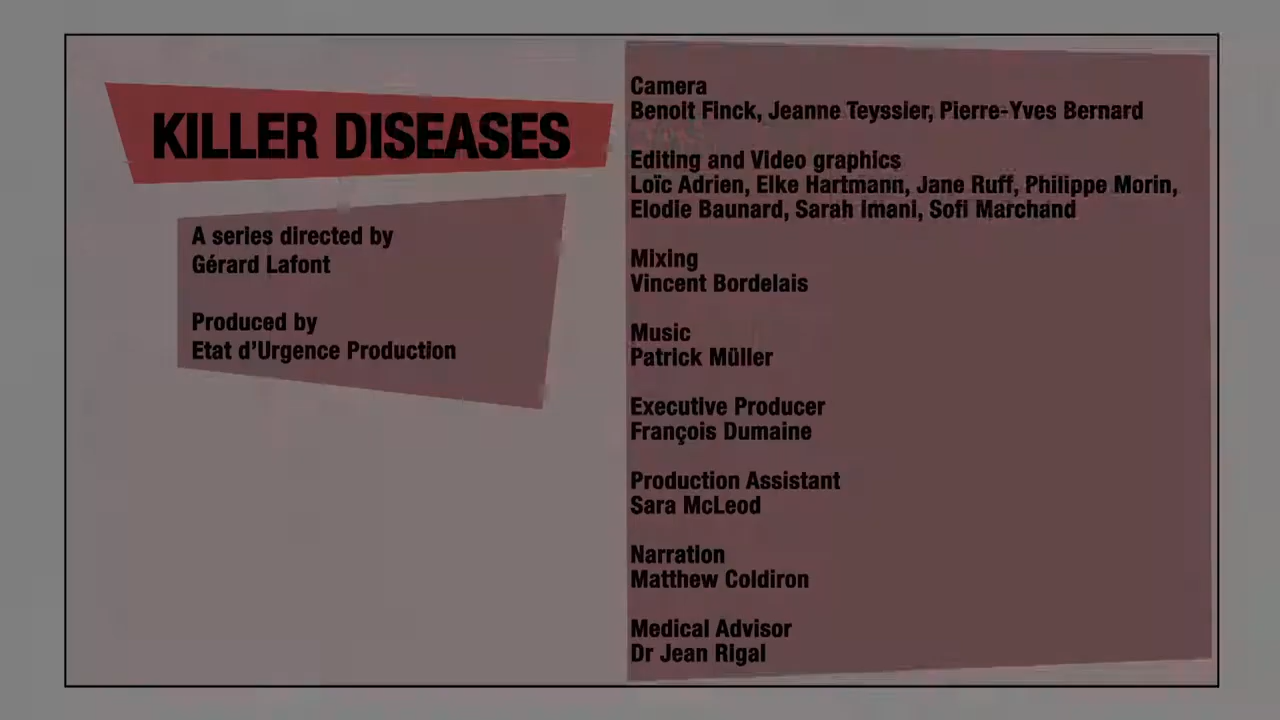 KILLER DISEASES
A series directed by
Gérard Lafont
Produced by
Etat d'Urgence Production
Camera
Benoit Finck, Jeanne Teyssier, Pierre-Yves Bernard
Editing and Video graphics
Loïc Adrien, Elke Hartmann, Jane Ruff, Philippe Morin,
Elodie Baunard, Sarah Imani, Sofi Marchand
Mixing
Vincent Bordelais
Music
Patrick Müller
Executive Producer
François Dumaine
Production Assistant
Sara McLeod
Narration
Matthew Coldiron
Medical Advisor
Dr Jean Rigal